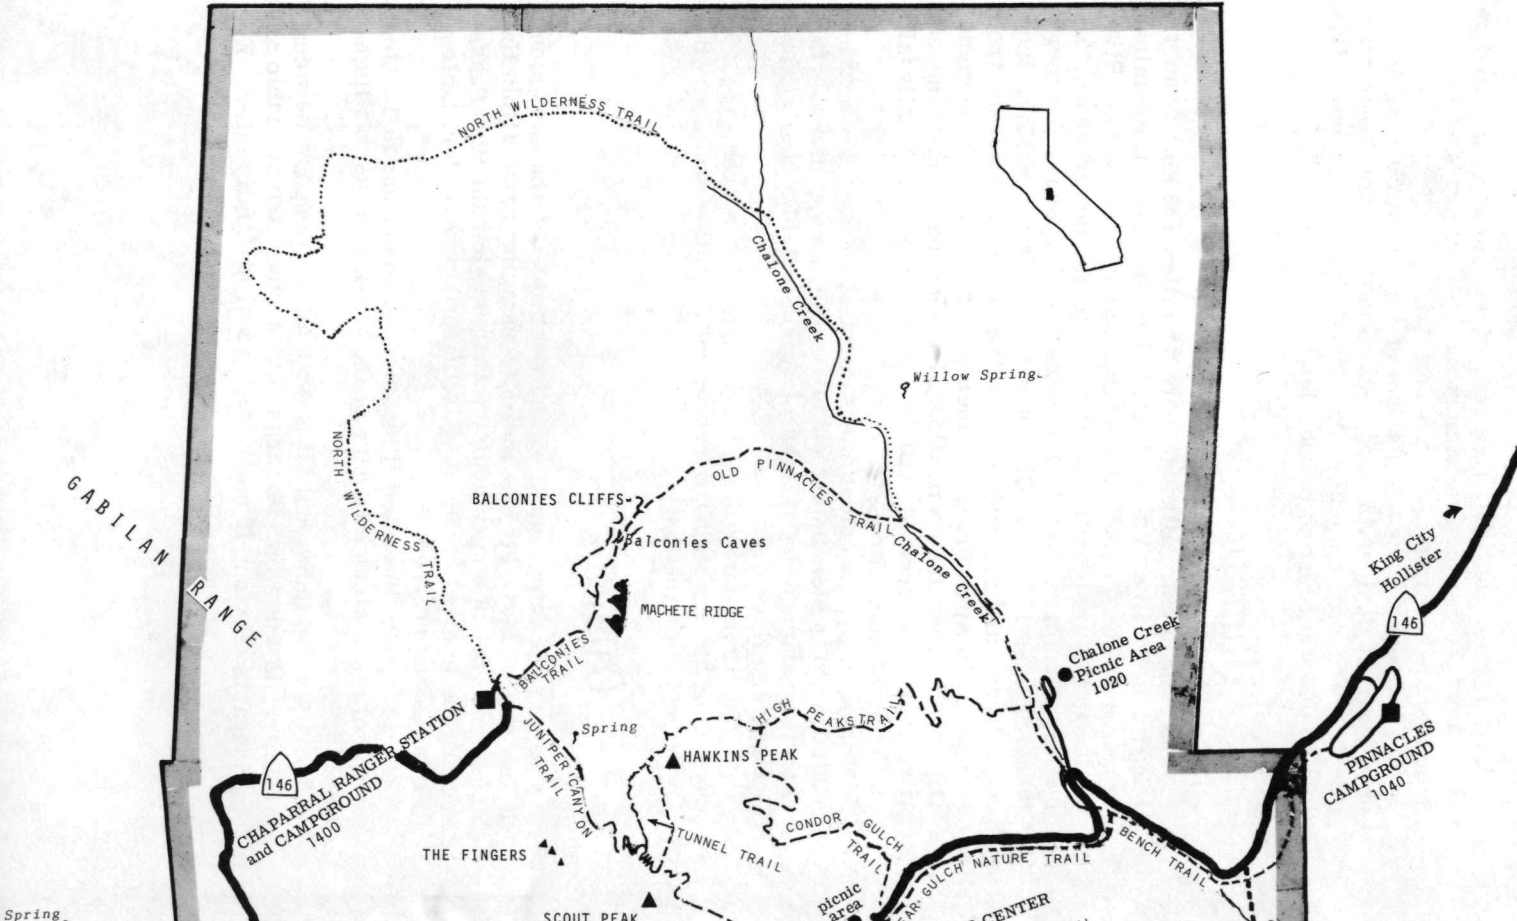 NORTH WILDERNESS TRAIL
Chalone Creek
Willow Spring
NORTH WILDERNESS TRAIL
OLD PINNACLES TRAIL
BALCONIES CLIFFS
Balconies Caves
Chalone Creek
GABILAN RANGE
King City
Hollister
146
MACHETE RIDGE
BALCONIES
TRAIL
Chalone Creek
Picnic Area
1020
HIGH PEAKS TRAIL
Spring
JUNIPER CANYON
TRAIL
HAWKINS PEAK
146
CHAPARRAL RANGER STATION
and CAMPGROUND
1400
PINNACLES
CAMPGROUND
1040
THE FINGERS
TUNNEL TRAIL
CONDOR GULCH
TRAIL
BENCH TRAIL
GULCH NATURE TRAIL
picnic
area
CENTER
SCOUT PEAK
Spring